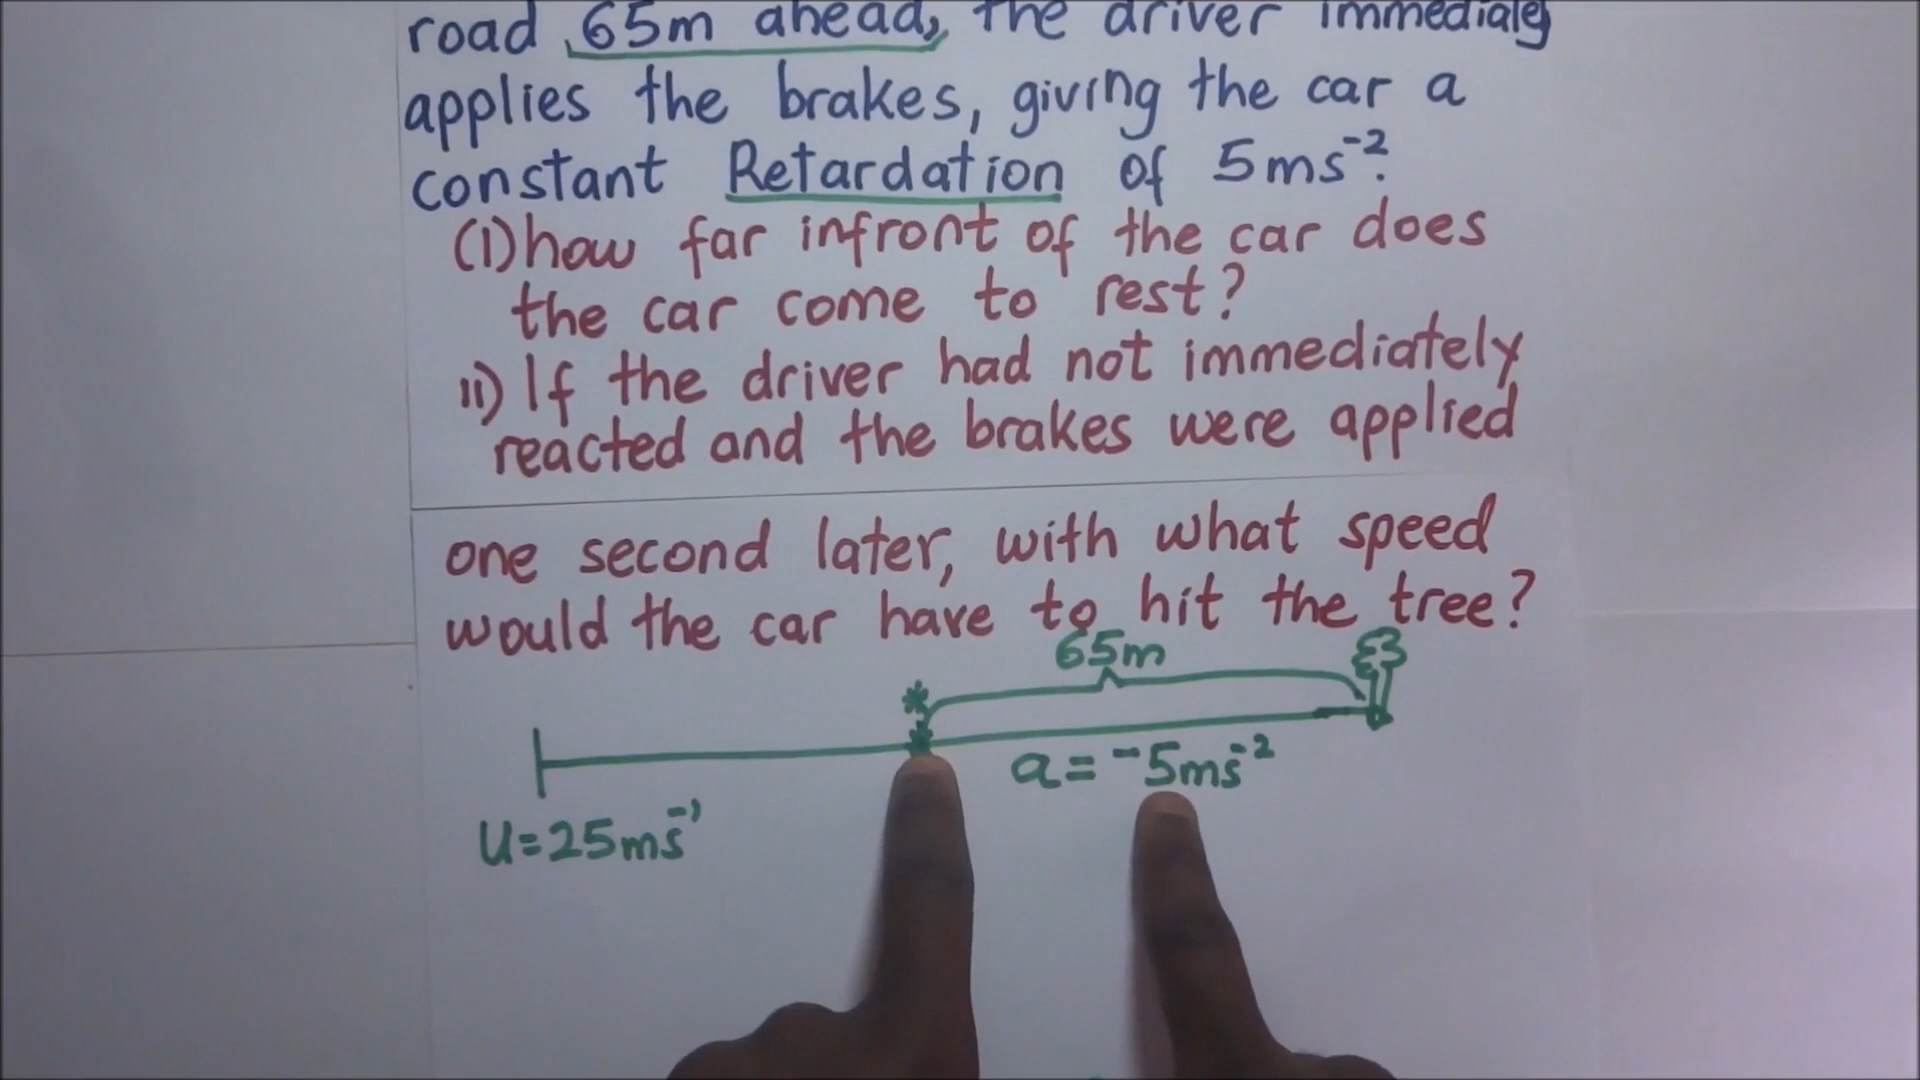 road 65m ahead, the driver immediately
applies the brakes, giving the car a
constant Retardation of 5ms⁻².
(I) how far infront of the car does
the car come to rest?
II) If the driver had not immediately
reacted and the brakes were applied
one second later, with what speed
would the car have to hit the tree?
65m
*
a = -5ms⁻²
U=25ms⁻¹